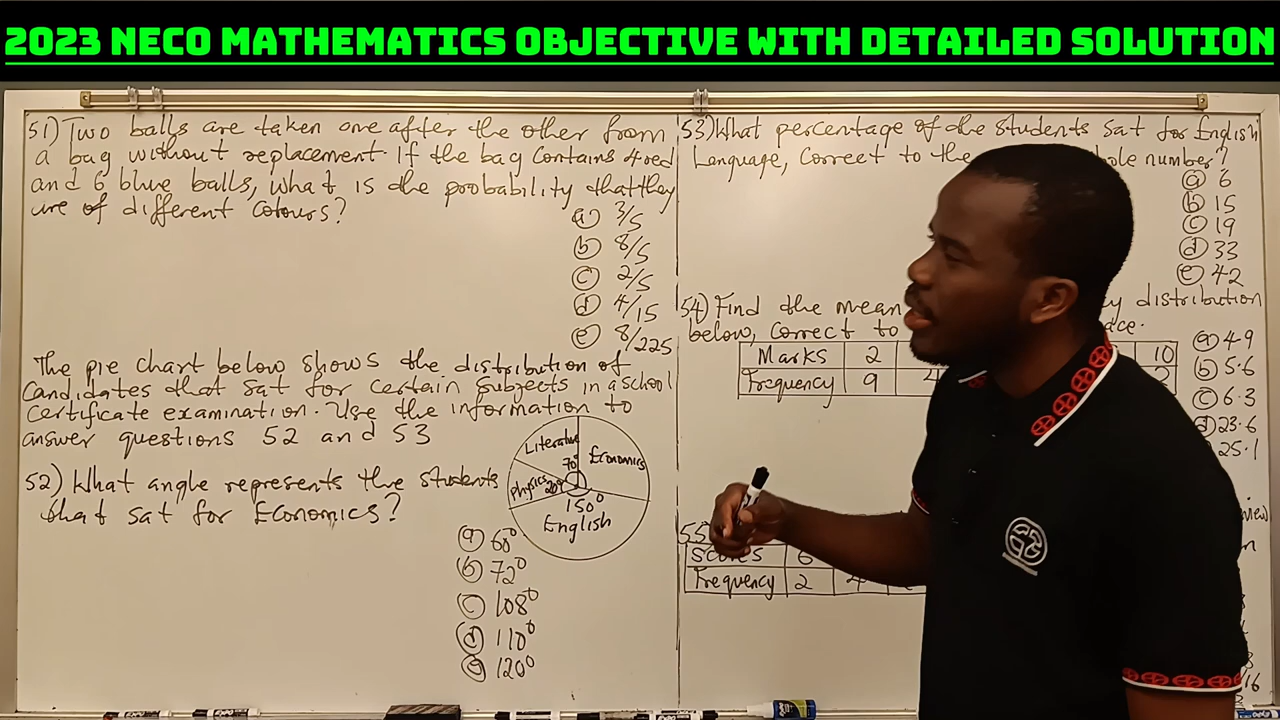 2023 NECO MATHEMATICS OBJECTIVE WITH DETAILED SOLUTION
51) Two balls are taken one after the other from
a bag without replacement. If the bag contains 4 red
and 6 blue balls, what is the probability that they
are of different colours?
(a) 3/5
(b) 8/5
(c) 2/5
(d) 4/15
(e) 8/225
The pie chart below shows the distribution of
candidates that sat for certain subjects in a school
certificate examination. Use the information to
answer questions 52 and 53
Literature
70°
Economics
Physics
20°
150°
English
52) What angle represents the students
that sat for Economics?
(a) 60°
(b) 72°
(c) 108°
(d) 110°
(e) 120°
53) What percentage of the students sat for English
Language, correct to the whole number?
(a) 6
(b) 15
(c) 19
(d) 33
(e) 42
54) Find the mean distribution
below, correct to
Marks 2 10
Frequency 9
(a) 4.9
(b) 5.6
(c) 6.3
(d) 23.6
25.1
55
Scores 6
Frequency 2 4